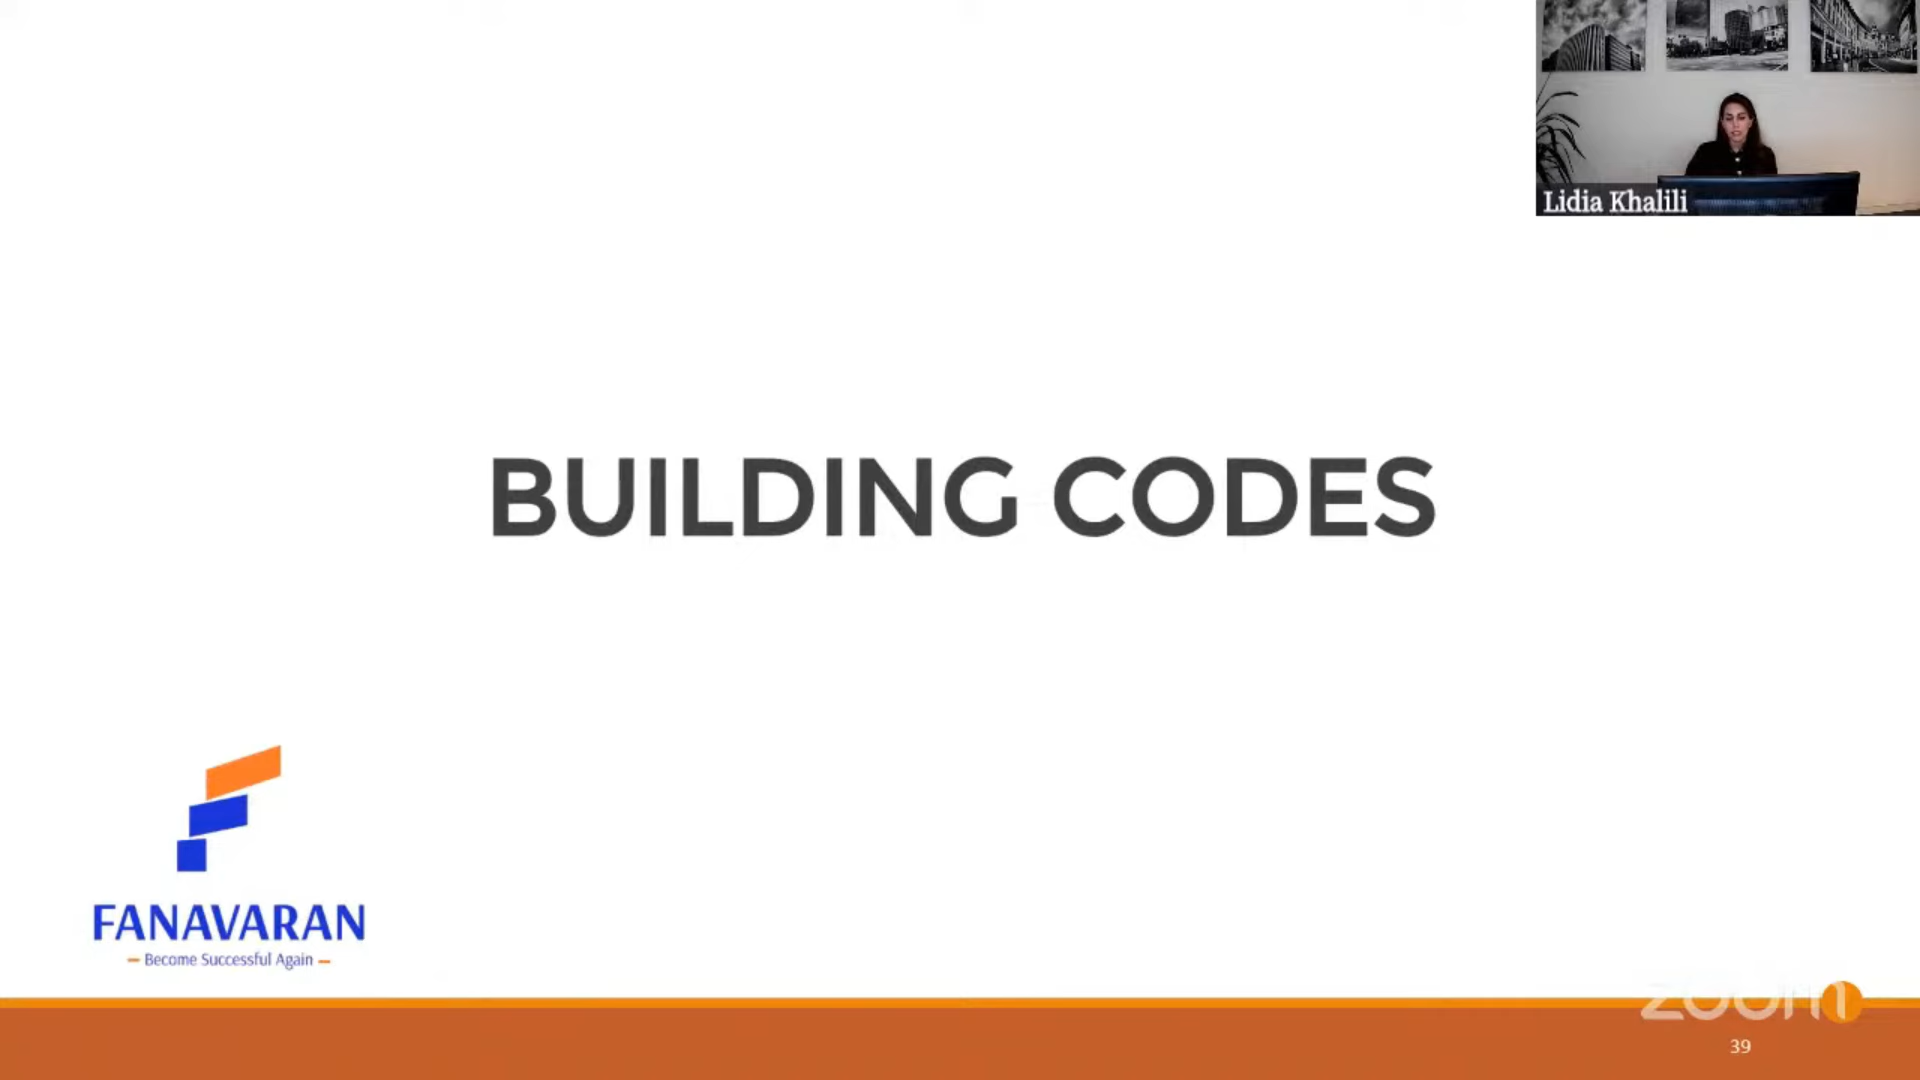 Lidia Khalili
BUILDING CODES
FANAVARAN
Become Successful Again
zoom
39